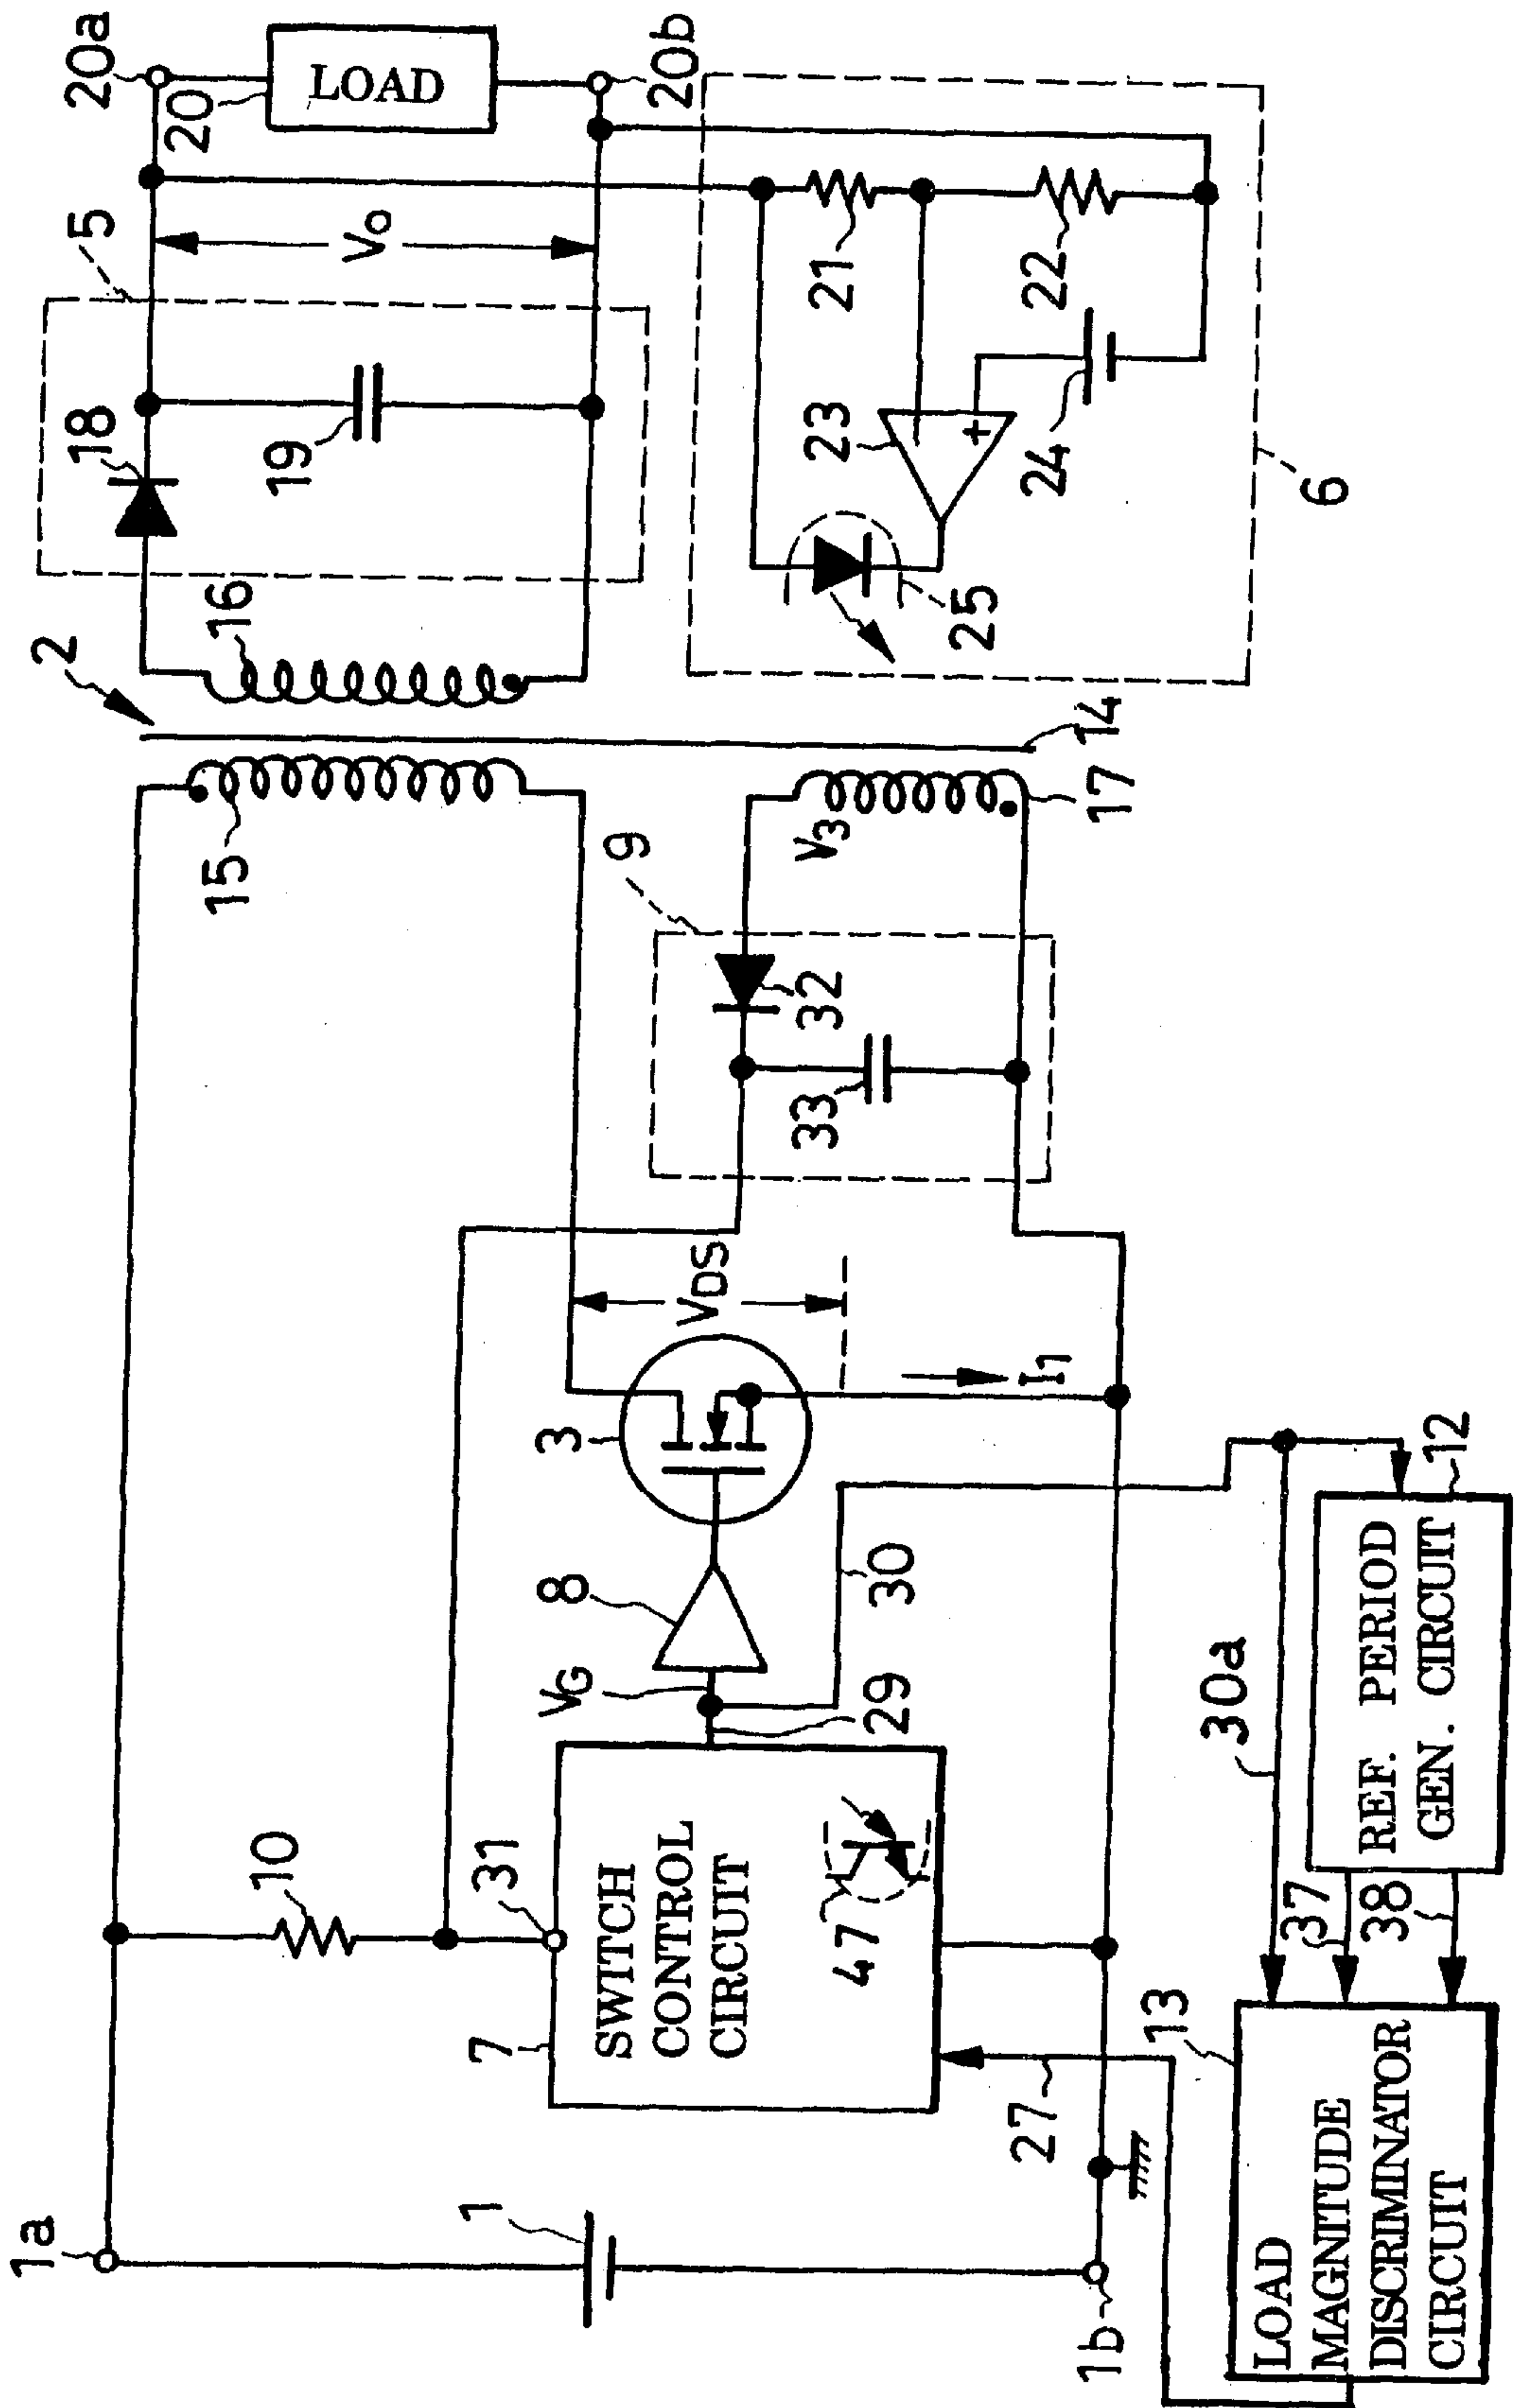 1a
1
1b
10
31
7
SWITCH
CONTROL
CIRCUIT
47
27
VG
29
8
30
3
VDS
I1
9
32
33
V3
17
14
15
2
16
18
19
5
VO
20a
20
LOAD
20b
21
22
23
+
24
25
6
13
LOAD
MAGNITUDE
DISCRIMINATOR
CIRCUIT
30a
37
38
REF. PERIOD
GEN. CIRCUIT
12